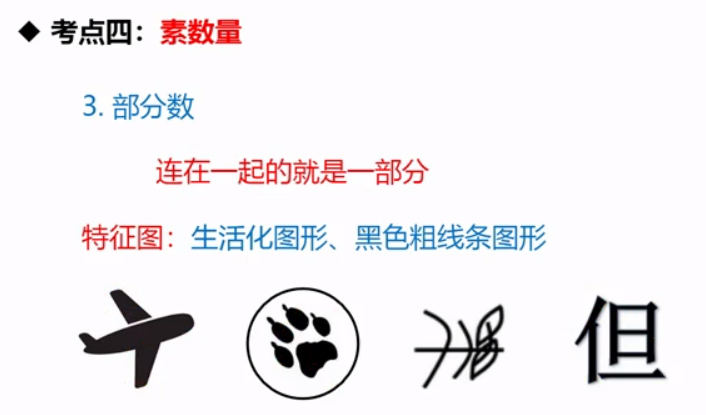 ◆ 考点四：素数量
3. 部分数
连在一起的就是一部分
特征图：生活化图形、黑色粗线条图形
但